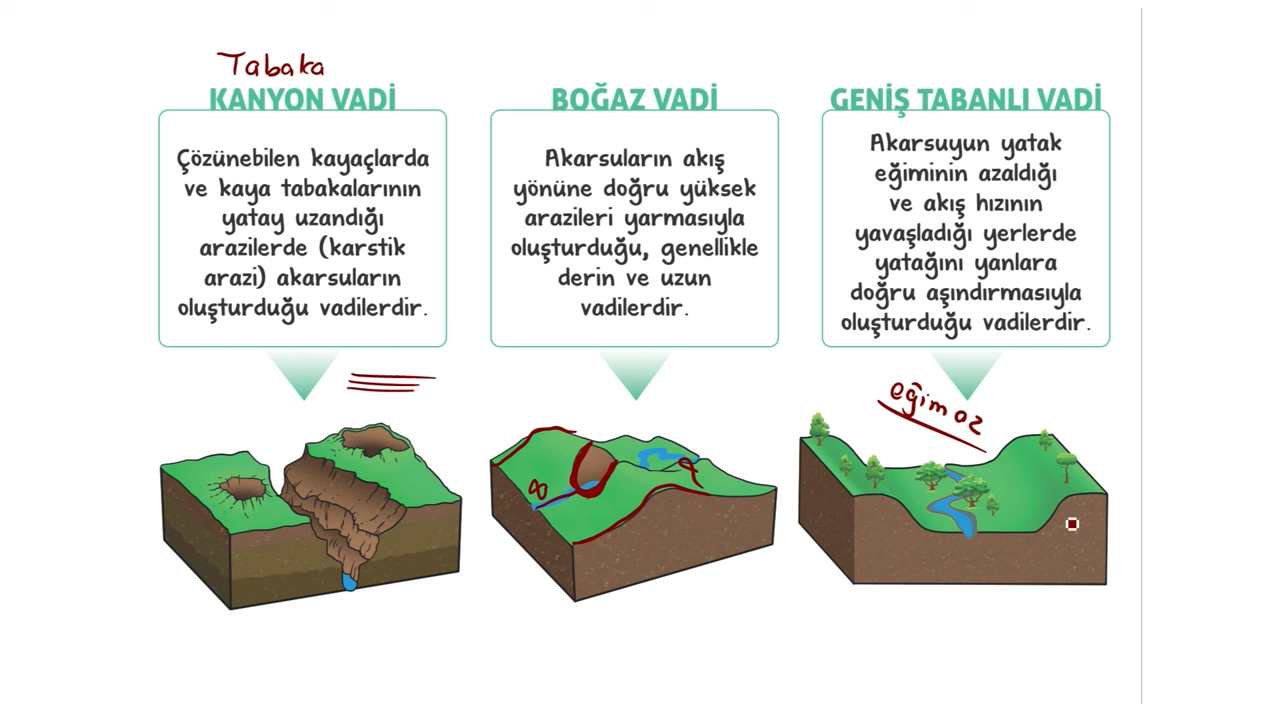 Tabaka
KANYON VADİ
Çözünebilen kayaçlarda
ve kaya tabakalarının
yatay uzandığı
arazilerde (karstik
arazi) akarsuların
oluşturduğu vadilerdir.
BOĞAZ VADİ
Akarsuların akış
yönüne doğru yüksek
arazileri yarmasıyla
oluşturduğu, genellikle
derin ve uzun
vadilerdir.
GENİŞ TABANLI VADİ
Akarsuyun yatak
eğiminin azaldığı
ve akış hızının
yavaşladığı yerlerde
yatağını yanlara
doğru aşındırmasıyla
oluşturduğu vadilerdir.
eğim az